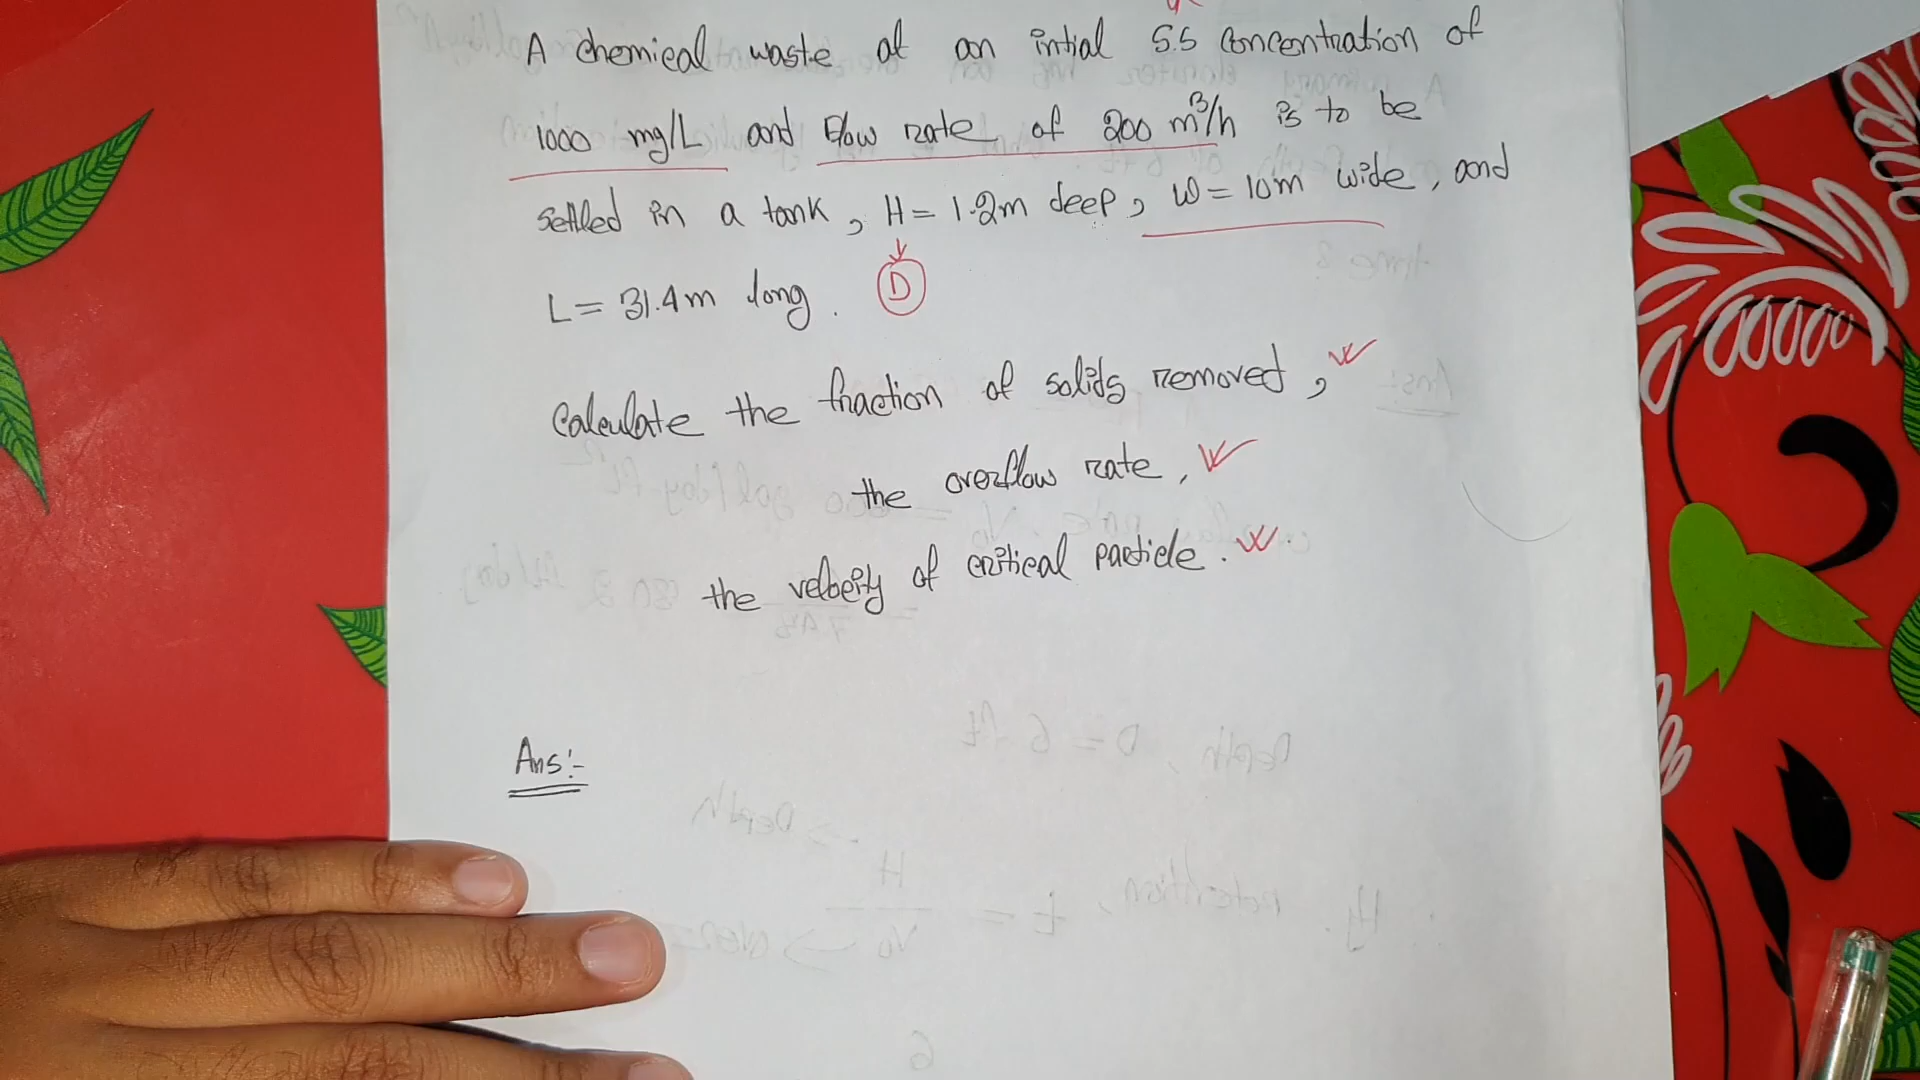 A chemical waste at an intial S.S concentration of
1000 mg/L and Flow rate of 200 m³/h is to be
settled in a tank, H = 1.2m deep, W = 10m wide, and
L = 31.4m long. D
Calculate the fraction of solids removed,
the overflow rate,
the velocity of critical particle.
Ans:-